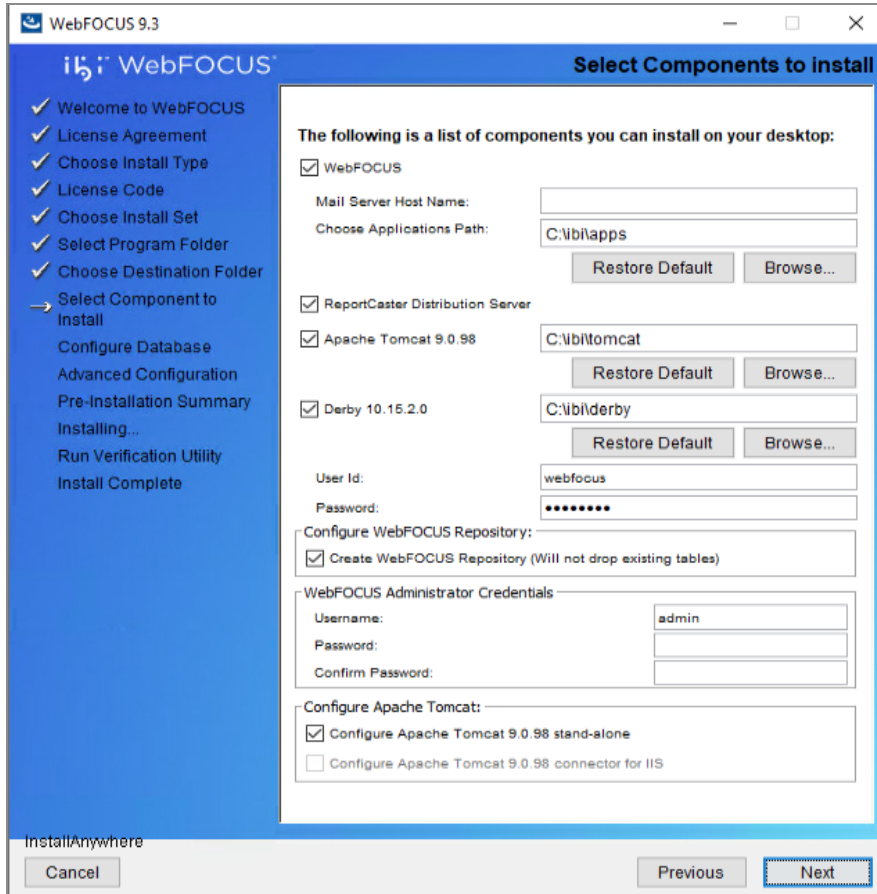 WebFOCUS 9.3
ibi WebFOCUS®
Select Components to install
Welcome to WebFOCUS
License Agreement
Choose Install Type
License Code
Choose Install Set
Select Program Folder
Choose Destination Folder
Select Component to
Install
Configure Database
Advanced Configuration
Pre-Installation Summary
Installing...
Run Verification Utility
Install Complete
The following is a list of components you can install on your desktop:
WebFOCUS
Mail Server Host Name:
Choose Applications Path: C:\ibi\apps
Restore Default Browse...
ReportCaster Distribution Server
Apache Tomcat 9.0.98 C:\ibi\tomcat
Restore Default Browse...
Derby 10.15.2.0 C:\ibi\derby
Restore Default Browse...
User Id: webfocus
Password: ••••••••
Configure WebFOCUS Repository:
Create WebFOCUS Repository (Will not drop existing tables)
WebFOCUS Administrator Credentials
Username: admin
Password:
Confirm Password:
Configure Apache Tomcat:
Configure Apache Tomcat 9.0.98 stand-alone
Configure Apache Tomcat 9.0.98 connector for IIS
InstallAnywhere
Cancel Previous Next